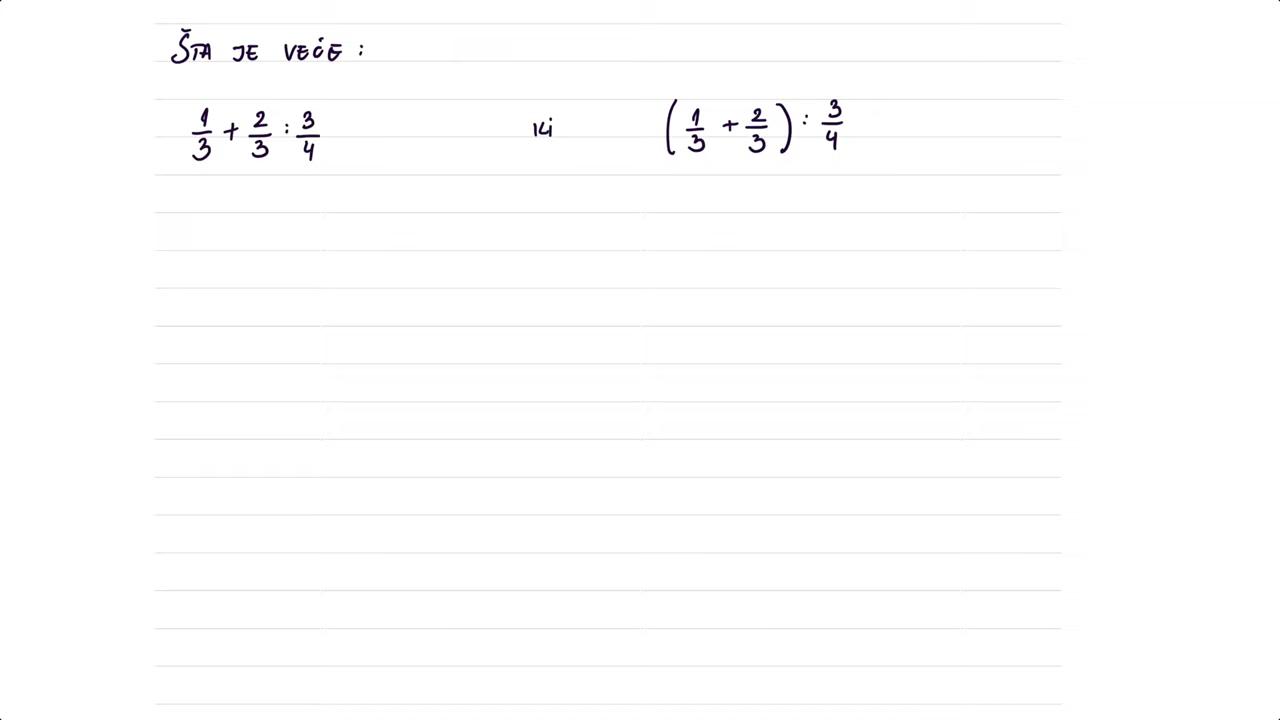 ŠTA JE VEĆE :
1/3 + 2/3 : 3/4 ili (1/3 + 2/3) : 3/4